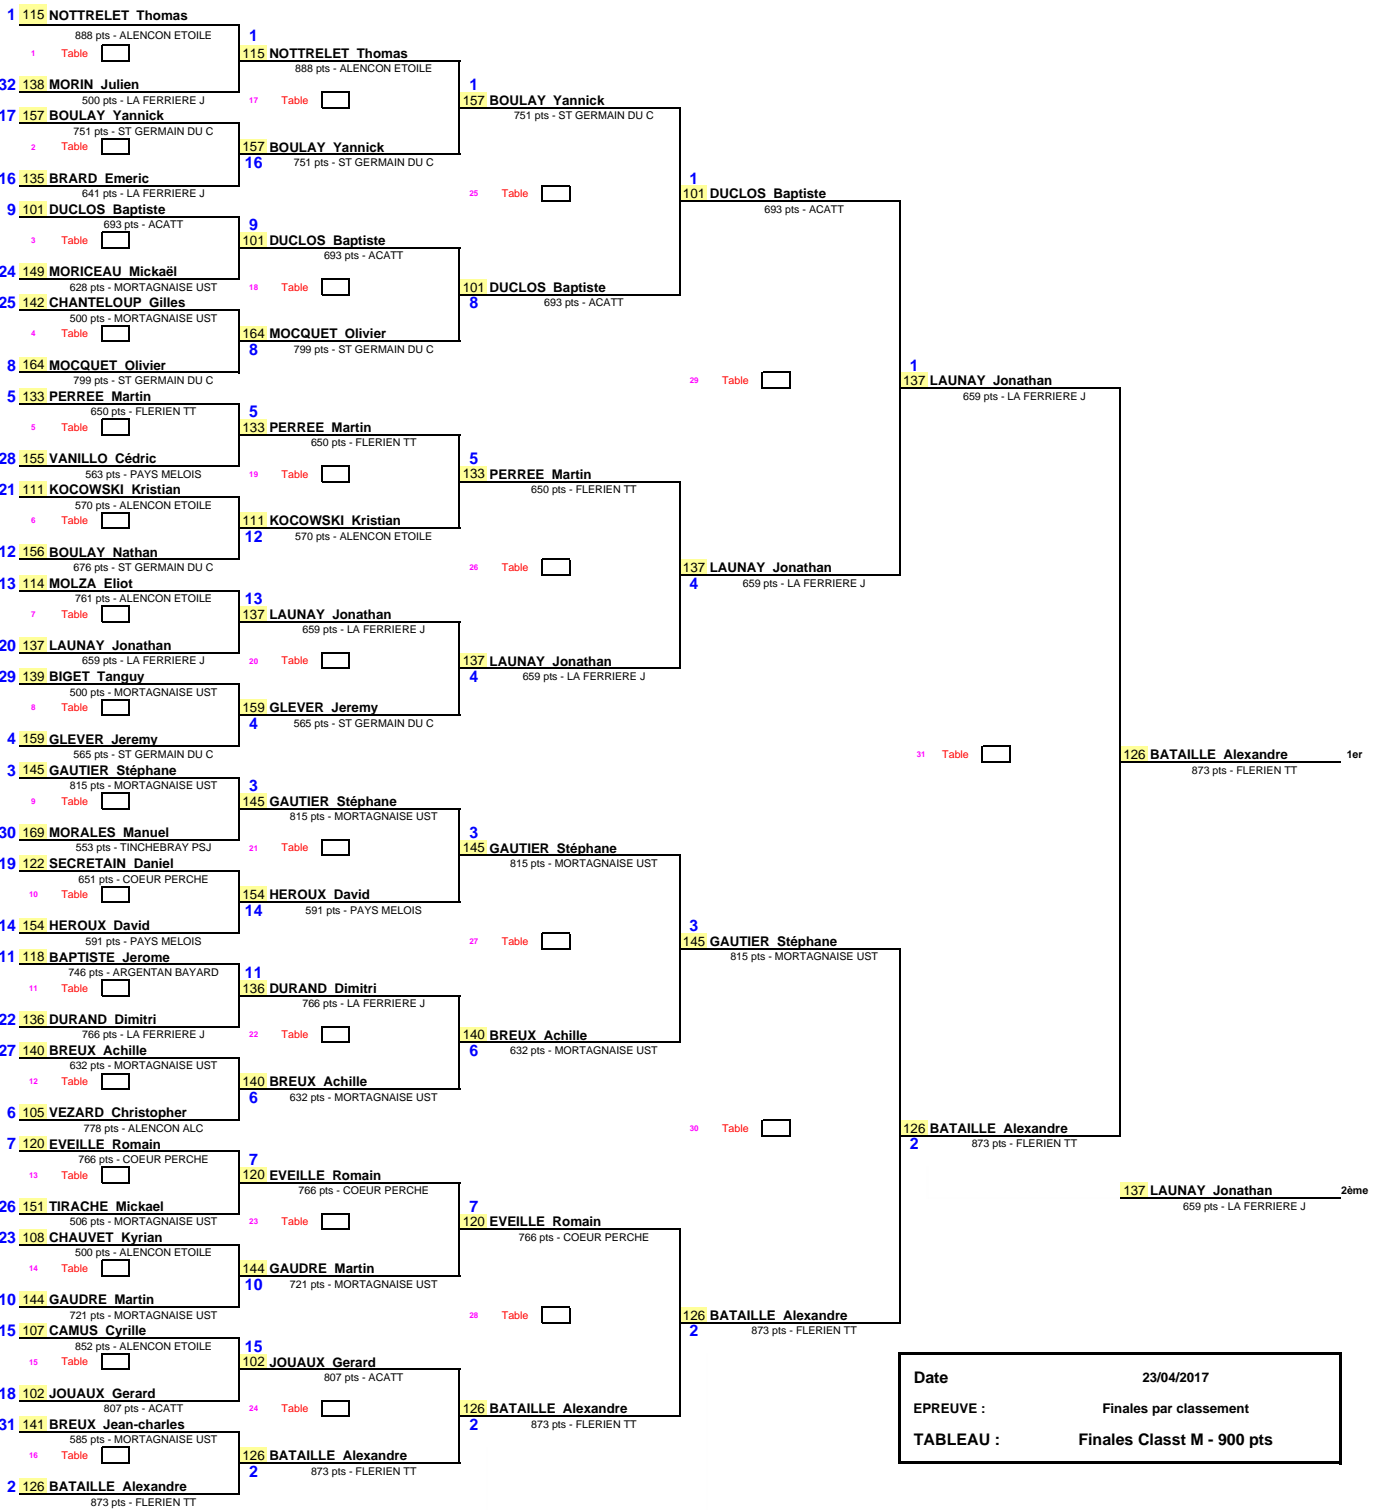 1 115 NOTTRELET Thomas
888 pts - ALENCON ETOILE
1 Table
32 138 MORIN Julien
500 pts - LA FERRIERE J
17 157 BOULAY Yannick
751 pts - ST GERMAIN DU C
2 Table
16 135 BRARD Emeric
641 pts - LA FERRIERE J
9 101 DUCLOS Baptiste
693 pts - ACATT
3 Table
24 149 MORICEAU Mickaël
628 pts - MORTAGNAISE UST
25 142 CHANTELOUP Gilles
500 pts - MORTAGNAISE UST
4 Table
8 164 MOCQUET Olivier
799 pts - ST GERMAIN DU C
5 133 PERREE Martin
650 pts - FLERIEN TT
5 Table
28 155 VANILLO Cédric
563 pts - PAYS MELOIS
21 111 KOCOWSKI Kristian
570 pts - ALENCON ETOILE
6 Table
12 156 BOULAY Nathan
676 pts - ST GERMAIN DU C
13 114 MOLZA Eliot
761 pts - ALENCON ETOILE
7 Table
20 137 LAUNAY Jonathan
659 pts - LA FERRIERE J
29 139 BIGET Tanguy
500 pts - MORTAGNAISE UST
8 Table
4 159 GLEVER Jeremy
565 pts - ST GERMAIN DU C
3 145 GAUTIER Stéphane
815 pts - MORTAGNAISE UST
9 Table
30 169 MORALES Manuel
553 pts - TINCHEBRAY PSJ
19 122 SECRETAIN Daniel
651 pts - COEUR PERCHE
10 Table
14 154 HEROUX David
591 pts - PAYS MELOIS
11 118 BAPTISTE Jerome
746 pts - ARGENTAN BAYARD
11 Table
22 136 DURAND Dimitri
766 pts - LA FERRIERE J
27 140 BREUX Achille
632 pts - MORTAGNAISE UST
12 Table
6 105 VEZARD Christopher
778 pts - ALENCON ALC
7 120 EVEILLE Romain
766 pts - COEUR PERCHE
13 Table
26 151 TIRACHE Mickael
506 pts - MORTAGNAISE UST
23 108 CHAUVET Kyrian
500 pts - ALENCON ETOILE
14 Table
10 144 GAUDRE Martin
721 pts - MORTAGNAISE UST
15 107 CAMUS Cyrille
852 pts - ALENCON ETOILE
15 Table
18 102 JOUAUX Gerard
807 pts - ACATT
31 141 BREUX Jean-charles
585 pts - MORTAGNAISE UST
16 Table
2 126 BATAILLE Alexandre
873 pts - FLERIEN TT
1
115 NOTTRELET Thomas
888 pts - ALENCON ETOILE
17 Table
157 BOULAY Yannick
16 751 pts - ST GERMAIN DU C
9
101 DUCLOS Baptiste
693 pts - ACATT
18 Table
164 MOCQUET Olivier
8 799 pts - ST GERMAIN DU C
5
133 PERREE Martin
650 pts - FLERIEN TT
19 Table
111 KOCOWSKI Kristian
12 570 pts - ALENCON ETOILE
13
137 LAUNAY Jonathan
659 pts - LA FERRIERE J
20 Table
159 GLEVER Jeremy
4 565 pts - ST GERMAIN DU C
3
145 GAUTIER Stéphane
815 pts - MORTAGNAISE UST
21 Table
154 HEROUX David
14 591 pts - PAYS MELOIS
11
136 DURAND Dimitri
766 pts - LA FERRIERE J
22 Table
140 BREUX Achille
6 632 pts - MORTAGNAISE UST
7
120 EVEILLE Romain
766 pts - COEUR PERCHE
23 Table
144 GAUDRE Martin
10 721 pts - MORTAGNAISE UST
15
102 JOUAUX Gerard
807 pts - ACATT
24 Table
126 BATAILLE Alexandre
2 873 pts - FLERIEN TT
1
157 BOULAY Yannick
751 pts - ST GERMAIN DU C
25 Table
101 DUCLOS Baptiste
8 693 pts - ACATT
5
133 PERREE Martin
650 pts - FLERIEN TT
26 Table
137 LAUNAY Jonathan
4 659 pts - LA FERRIERE J
3
145 GAUTIER Stéphane
815 pts - MORTAGNAISE UST
27 Table
140 BREUX Achille
6 632 pts - MORTAGNAISE UST
7
120 EVEILLE Romain
766 pts - COEUR PERCHE
28 Table
126 BATAILLE Alexandre
2 873 pts - FLERIEN TT
1
101 DUCLOS Baptiste
693 pts - ACATT
29 Table
137 LAUNAY Jonathan
4 659 pts - LA FERRIERE J
3
145 GAUTIER Stéphane
815 pts - MORTAGNAISE UST
30 Table
126 BATAILLE Alexandre
2 873 pts - FLERIEN TT
1
137 LAUNAY Jonathan
659 pts - LA FERRIERE J
31 Table
126 BATAILLE Alexandre
2 873 pts - FLERIEN TT
126 BATAILLE Alexandre 1er
873 pts - FLERIEN TT
137 LAUNAY Jonathan 2ème
659 pts - LA FERRIERE J
Date 23/04/2017
EPREUVE : Finales par classement
TABLEAU : Finales Classt M - 900 pts